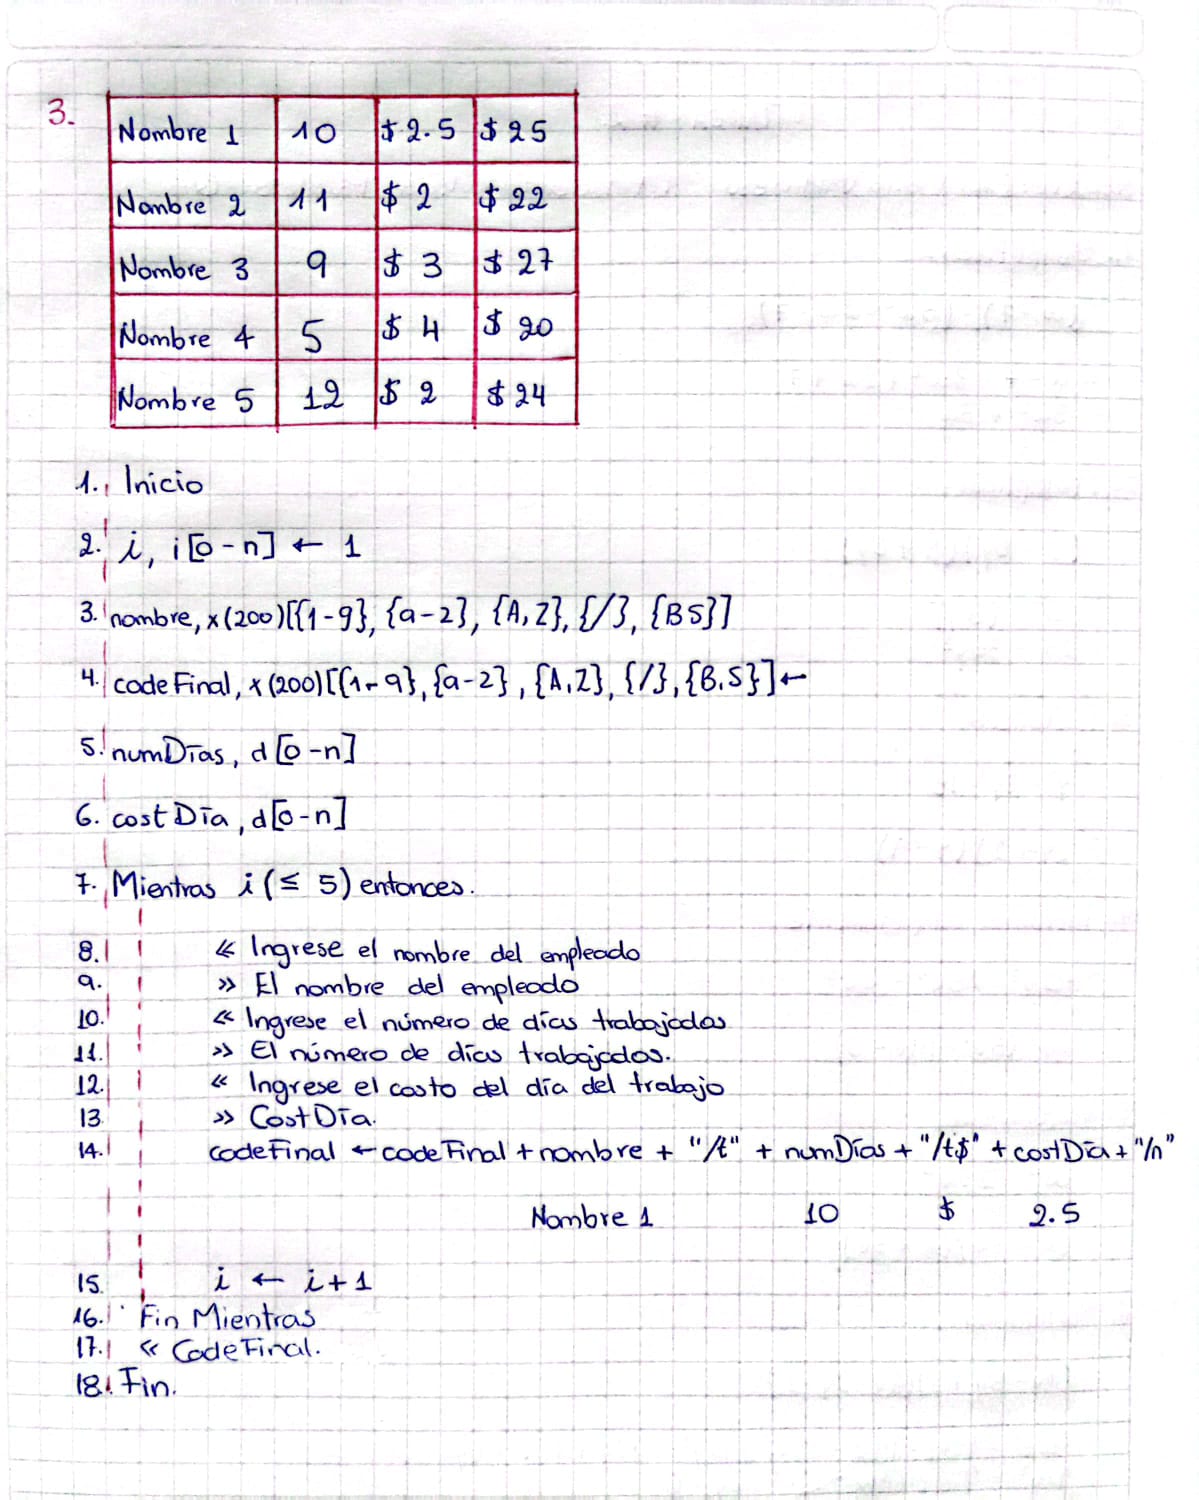 3.
Nombre 1 10 $ 2.5 $ 25
Nombre 2 11 $ 2 $ 22
Nombre 3 9 $ 3 $ 27
Nombre 4 5 $ 4 $ 20
Nombre 5 12 $ 2 $ 24
1. Inicio
2. i, i [0-n] ← 1
3. nombre, x(200)[{1-9}, {a-z}, {A,Z}, {/}, {BS}]
4. codeFinal, x(200)[{1-9}, {a-z}, {A,Z}, {/}, {B,S}] ←
5. numDías, d [0-n]
6. costDía, d[0-n]
7. Mientras i (≤ 5) entonces.
8. « Ingrese el nombre del empleado
9. » El nombre del empleado
10. « Ingrese el número de días trabajados
11. » El número de días trabajados.
12. « Ingrese el costo del día del trabajo
13 » CostDía.
14. codeFinal ← codeFinal + nombre + "/t" + numDías + "/t$" + costDía + "/n"
Nombre 1 10 $ 2.5
15. i ← i+1
16. Fin Mientras
17. « CodeFinal.
18. Fin.